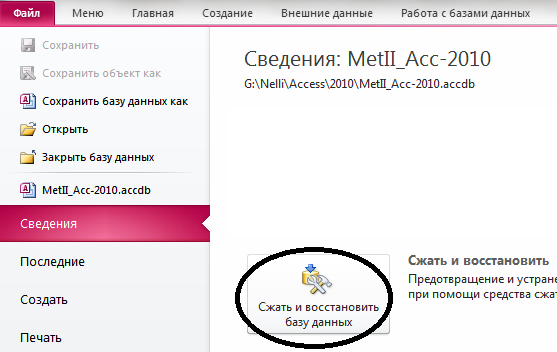 Файл Меню Главная Создание Внешние данные Работа с базами данных
Сохранить
Сохранить объект как
Сохранить базу данных как
Открыть
Закрыть базу данных
MetII_Acc-2010.accdb
Сведения
Последние
Создать
Печать
Сведения: MetII_Acc-2010
G:\Nelli\Access\2010\MetII_Acc-2010.accdb
Сжать и восстановить
базу данных
Сжать и восстановить
Предотвращение и устране
при помощи средства сжат